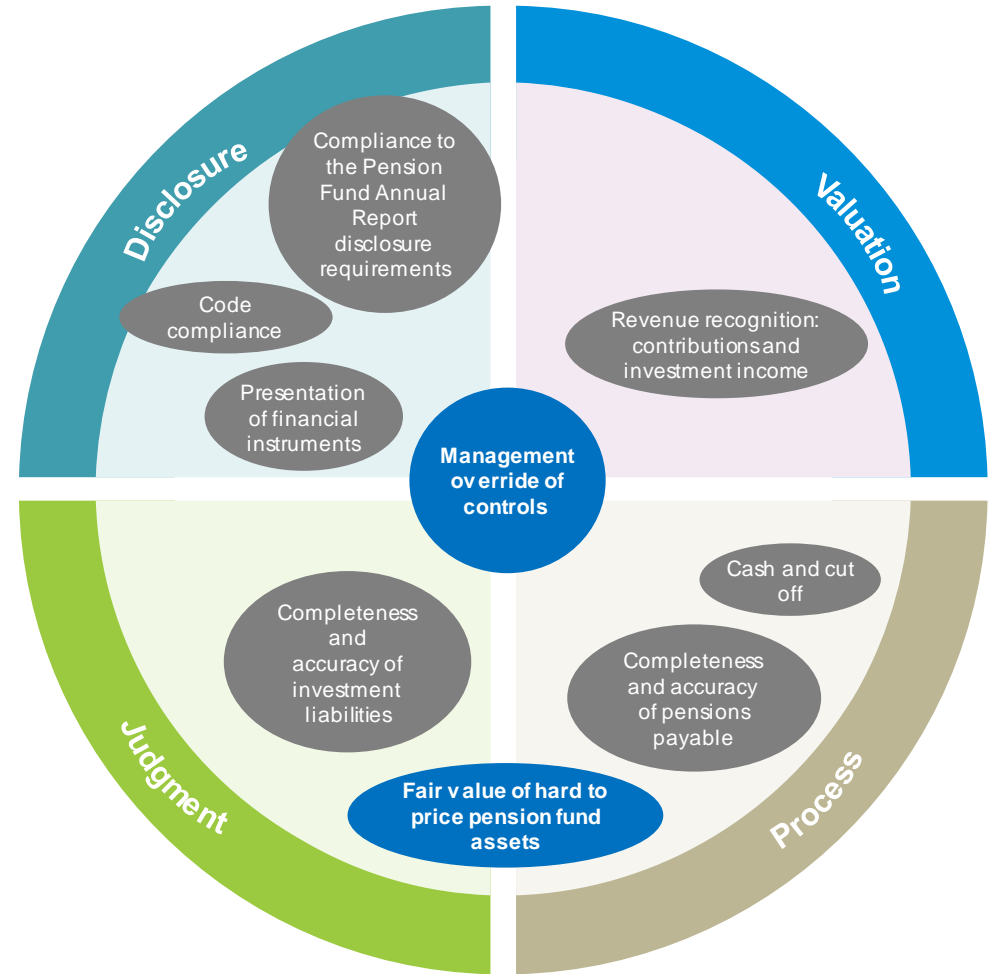 Disclosure
Compliance to
the Pension
Fund Annual
Report
disclosure
requirements
Code
compliance
Presentation
of financial
instruments
Valuation
Revenue recognition:
contributions and
investment income
Management
override of
controls
Judgment
Completeness
and
accuracy of
investment
liabilities
Process
Cash and cut
off
Completeness
and accuracy
of pensions
payable
Fair value of hard to
price pension fund
assets